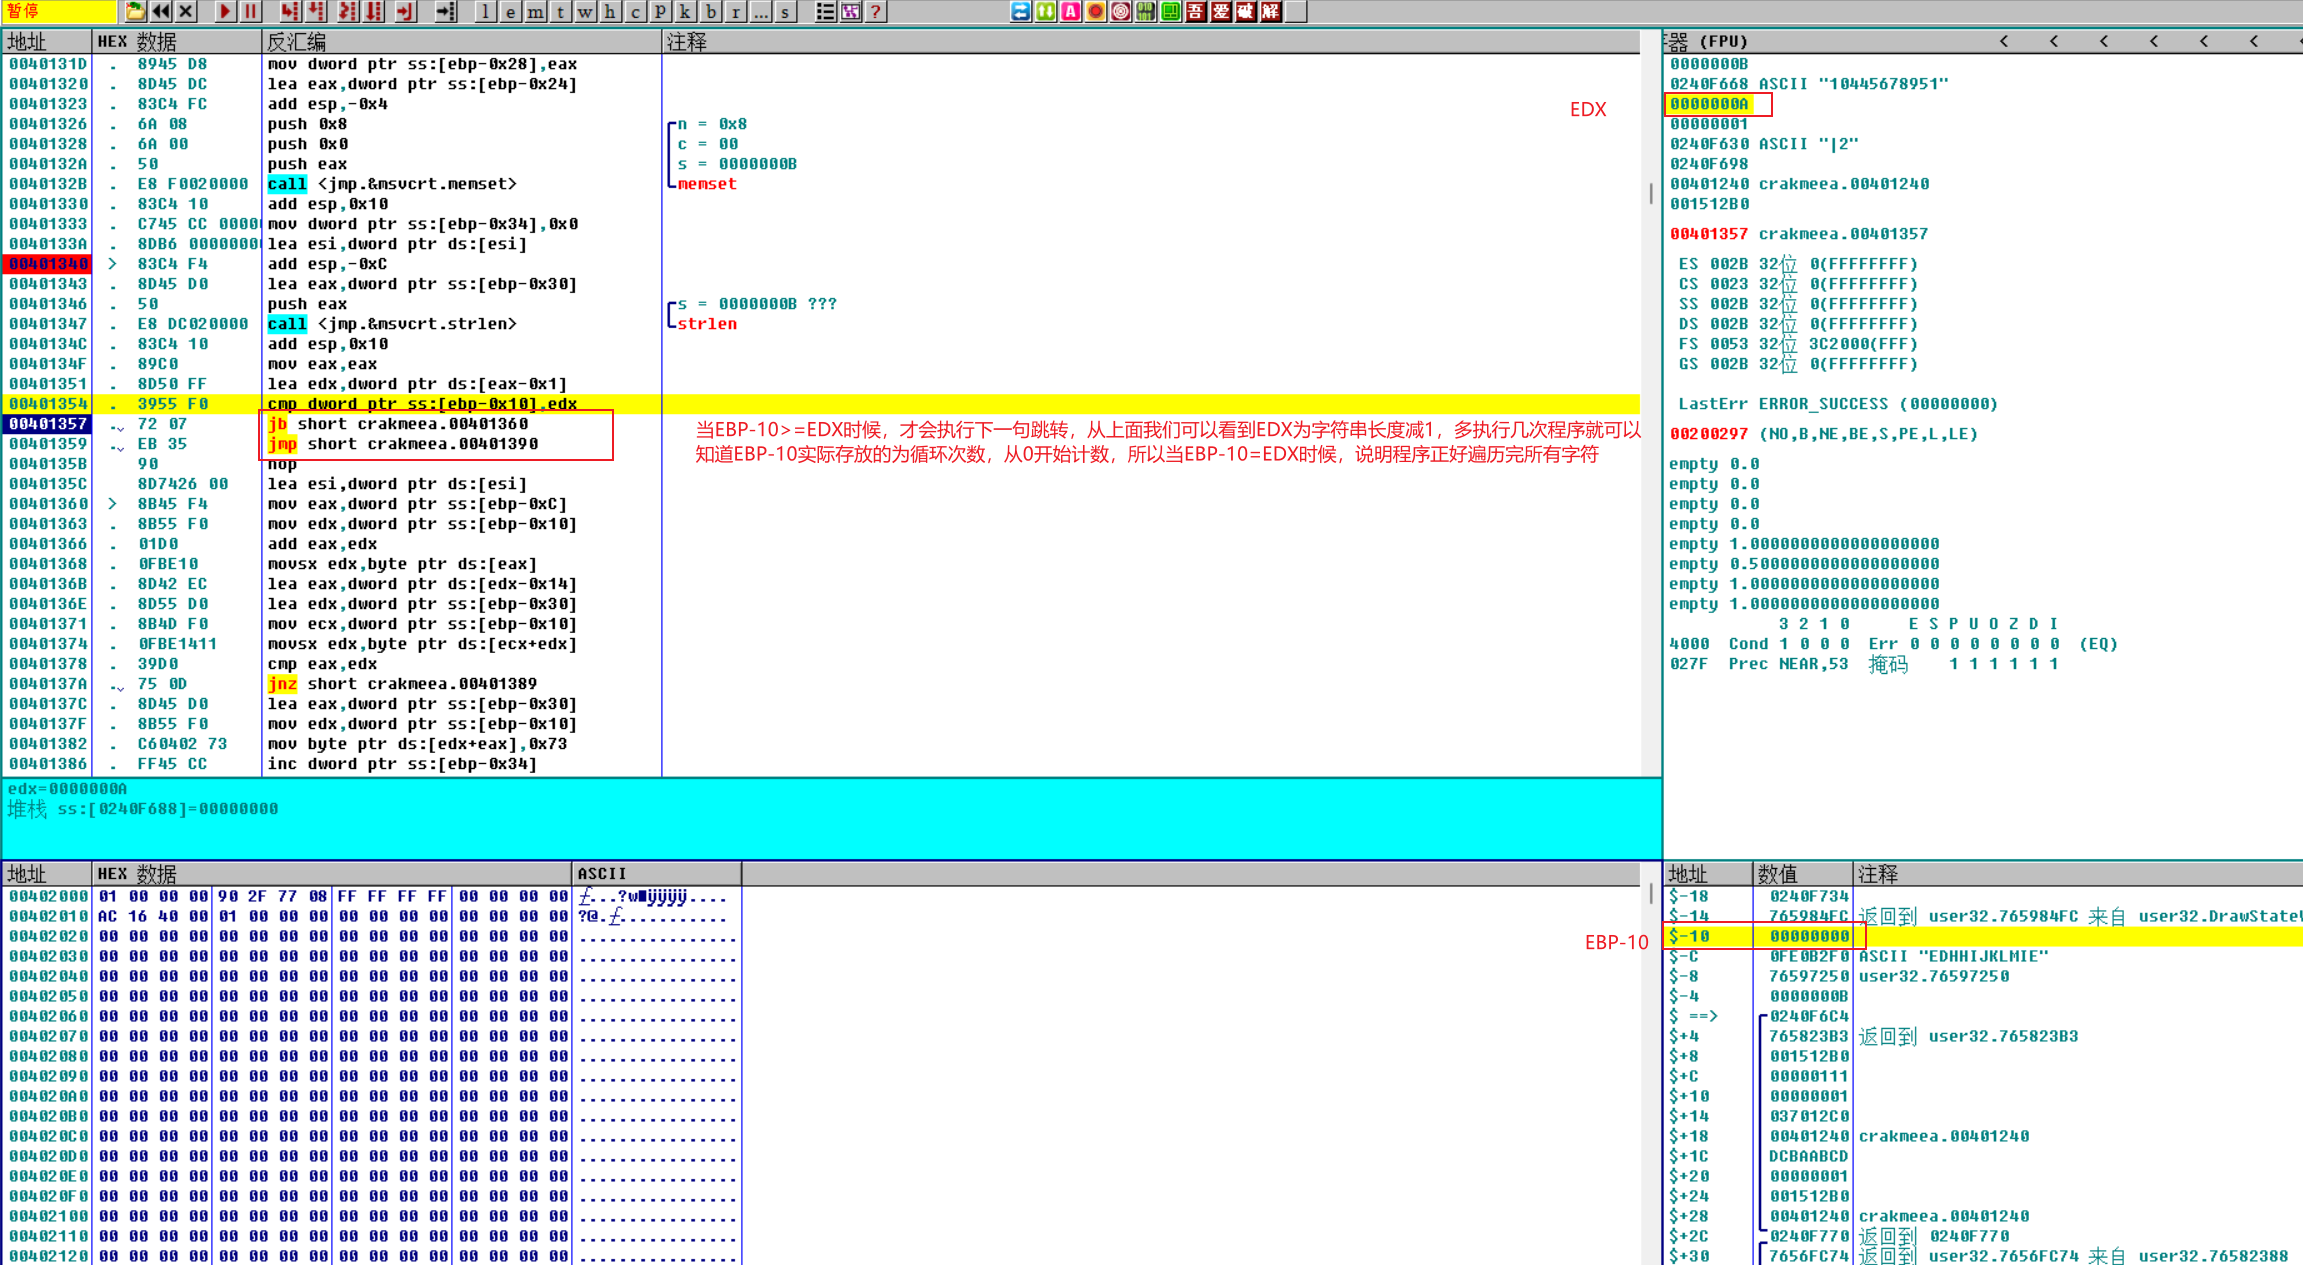 暂停 l e m t w h c p k b r ... s ? A 吾 爱 破 解
地址 HEX 数据 反汇编 注释
0040131D . 8945 D8 mov dword ptr ss:[ebp-0x28],eax
00401320 . 8D45 DC lea eax,dword ptr ss:[ebp-0x24]
00401323 . 83C4 FC add esp,-0x4
00401326 . 6A 08 push 0x8 n = 0x8
00401328 . 6A 00 push 0x0 c = 00
0040132A . 50 push eax s = 0000000B
0040132B . E8 F0020000 call <jmp.&msvcrt.memset> memset
00401330 . 83C4 10 add esp,0x10
00401333 . C745 CC 0000 mov dword ptr ss:[ebp-0x34],0x0
0040133A . 8DB6 00000000 lea esi,dword ptr ds:[esi]
00401340 > 83C4 F4 add esp,-0xC
00401343 . 8D45 D0 lea eax,dword ptr ss:[ebp-0x30]
00401346 . 50 push eax s = 0000000B ???
00401347 . E8 DC020000 call <jmp.&msvcrt.strlen> strlen
0040134C . 83C4 10 add esp,0x10
0040134F . 89C0 mov eax,eax
00401351 . 8D50 FF lea edx,dword ptr ds:[eax-0x1]
00401354 . 3955 F0 cmp dword ptr ss:[ebp-0x10],edx
00401357 . 72 07 jb short crakmeea.00401360
00401359 . EB 35 jmp short crakmeea.00401390
0040135B 90 nop
0040135C 8D7426 00 lea esi,dword ptr ds:[esi]
00401360 > 8B45 F4 mov eax,dword ptr ss:[ebp-0xC]
00401363 . 8B55 F0 mov edx,dword ptr ss:[ebp-0x10]
00401366 . 01D0 add eax,edx
00401368 . 0FBE10 movsx edx,byte ptr ds:[eax]
0040136B . 8D42 EC lea eax,dword ptr ds:[edx-0x14]
0040136E . 8D55 D0 lea edx,dword ptr ss:[ebp-0x30]
00401371 . 8B4D F0 mov ecx,dword ptr ss:[ebp-0x10]
00401374 . 0FBE1411 movsx edx,byte ptr ds:[ecx+edx]
00401378 . 39D0 cmp eax,edx
0040137A . 75 0D jnz short crakmeea.00401389
0040137C . 8D45 D0 lea eax,dword ptr ss:[ebp-0x30]
0040137F . 8B55 F0 mov edx,dword ptr ss:[ebp-0x10]
00401382 . C60402 73 mov byte ptr ds:[edx+eax],0x73
00401386 . FF45 CC inc dword ptr ss:[ebp-0x34]
当EBP-10>=EDX时候，才会执行下一句跳转，从上面我们可以看到EDX为字符串长度减1，多执行几次程序就可以
知道EBP-10实际存放的为循环次数，从0开始计数，所以当EBP-10=EDX时候，说明程序正好遍历完所有字符
器 (FPU) < < < < < <
0000000B
0240F668 ASCII "10445678951"
EDX 0000000A
00000001
0240F630 ASCII "|2"
0240F698
00401240 crakmeea.00401240
001512B0
00401357 crakmeea.00401357
ES 002B 32位 0(FFFFFFFF)
CS 0023 32位 0(FFFFFFFF)
SS 002B 32位 0(FFFFFFFF)
DS 002B 32位 0(FFFFFFFF)
FS 0053 32位 3C2000(FFF)
GS 002B 32位 0(FFFFFFFF)
LastErr ERROR_SUCCESS (00000000)
00200297 (NO,B,NE,BE,S,PE,L,LE)
empty 0.0
empty 0.0
empty 0.0
empty 0.0
empty 1.0000000000000000000
empty 0.5000000000000000000
empty 1.0000000000000000000
empty 1.0000000000000000000
3 2 1 0 E S P U O Z D I
4000 Cond 1 0 0 0 Err 0 0 0 0 0 0 0 0 (EQ)
027F Prec NEAR,53 掩码 1 1 1 1 1 1
edx=0000000A
堆栈 ss:[0240F688]=00000000
地址 HEX 数据 ASCII
00402000 01 00 00 00 90 2F 77 08 FF FF FF FF 00 00 00 00
00402010 AC 16 40 00 01 00 00 00 00 00 00 00 00 00 00 00
00402020 00 00 00 00 00 00 00 00 00 00 00 00 00 00 00 00 ................
00402030 00 00 00 00 00 00 00 00 00 00 00 00 00 00 00 00 ................
00402040 00 00 00 00 00 00 00 00 00 00 00 00 00 00 00 00 ................
00402050 00 00 00 00 00 00 00 00 00 00 00 00 00 00 00 00 ................
00402060 00 00 00 00 00 00 00 00 00 00 00 00 00 00 00 00 ................
00402070 00 00 00 00 00 00 00 00 00 00 00 00 00 00 00 00 ................
00402080 00 00 00 00 00 00 00 00 00 00 00 00 00 00 00 00 ................
00402090 00 00 00 00 00 00 00 00 00 00 00 00 00 00 00 00 ................
004020A0 00 00 00 00 00 00 00 00 00 00 00 00 00 00 00 00 ................
004020B0 00 00 00 00 00 00 00 00 00 00 00 00 00 00 00 00 ................
004020C0 00 00 00 00 00 00 00 00 00 00 00 00 00 00 00 00 ................
004020D0 00 00 00 00 00 00 00 00 00 00 00 00 00 00 00 00 ................
004020E0 00 00 00 00 00 00 00 00 00 00 00 00 00 00 00 00 ................
004020F0 00 00 00 00 00 00 00 00 00 00 00 00 00 00 00 00 ................
00402100 00 00 00 00 00 00 00 00 00 00 00 00 00 00 00 00 ................
00402110 00 00 00 00 00 00 00 00 00 00 00 00 00 00 00 00 ................
00402120 00 00 00 00 00 00 00 00 00 00 00 00 00 00 00 00 ................
地址 数值 注释
$-18 0240F734
$-14 765984FC 返回到 user32.765984FC 来自 user32.DrawState
EBP-10 $-10 00000000
$-C 0FE0B2F0 ASCII "EDHHIJKLMIE"
$-8 76597250 user32.76597250
$-4 0000000B
$ ==> 0240F6C4
$+4 765823B3 返回到 user32.765823B3
$+8 001512B0
$+C 00000111
$+10 00000001
$+14 037012C0
$+18 00401240 crakmeea.00401240
$+1C DCBAABCD
$+20 00000001
$+24 001512B0
$+28 00401240 crakmeea.00401240
$+2C 0240F770 返回到 0240F770
$+30 7656FC74 返回到 user32.7656FC74 来自 user32.76582388